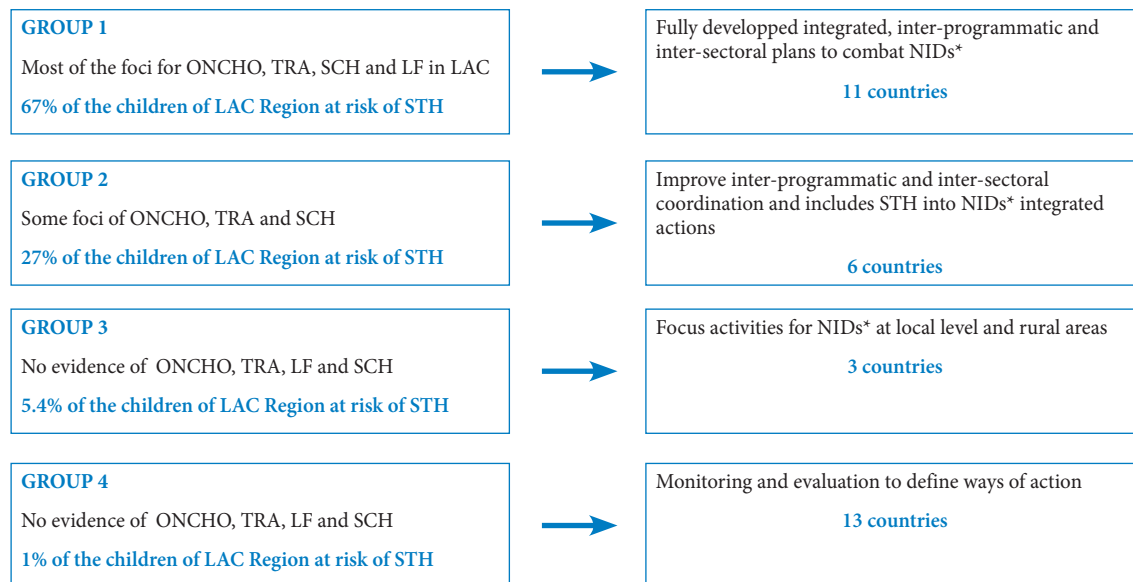 GROUP 1
Most of the foci for ONCHO, TRA, SCH and LF in LAC
67% of the children of LAC Region at risk of STH
Fully developped integrated, inter-programmatic and
inter-sectoral plans to combat NIDs*
11 countries
GROUP 2
Some foci of ONCHO, TRA and SCH
27% of the children of LAC Region at risk of STH
Improve inter-programmatic and inter-sectoral
coordination and includes STH into NIDs* integrated
actions
6 countries
GROUP 3
No evidence of ONCHO, TRA, LF and SCH
5.4% of the children of LAC Region at risk of STH
Focus activities for NIDs* at local level and rural areas
3 countries
GROUP 4
No evidence of ONCHO, TRA, LF and SCH
1% of the children of LAC Region at risk of STH
Monitoring and evaluation to define ways of action
13 countries